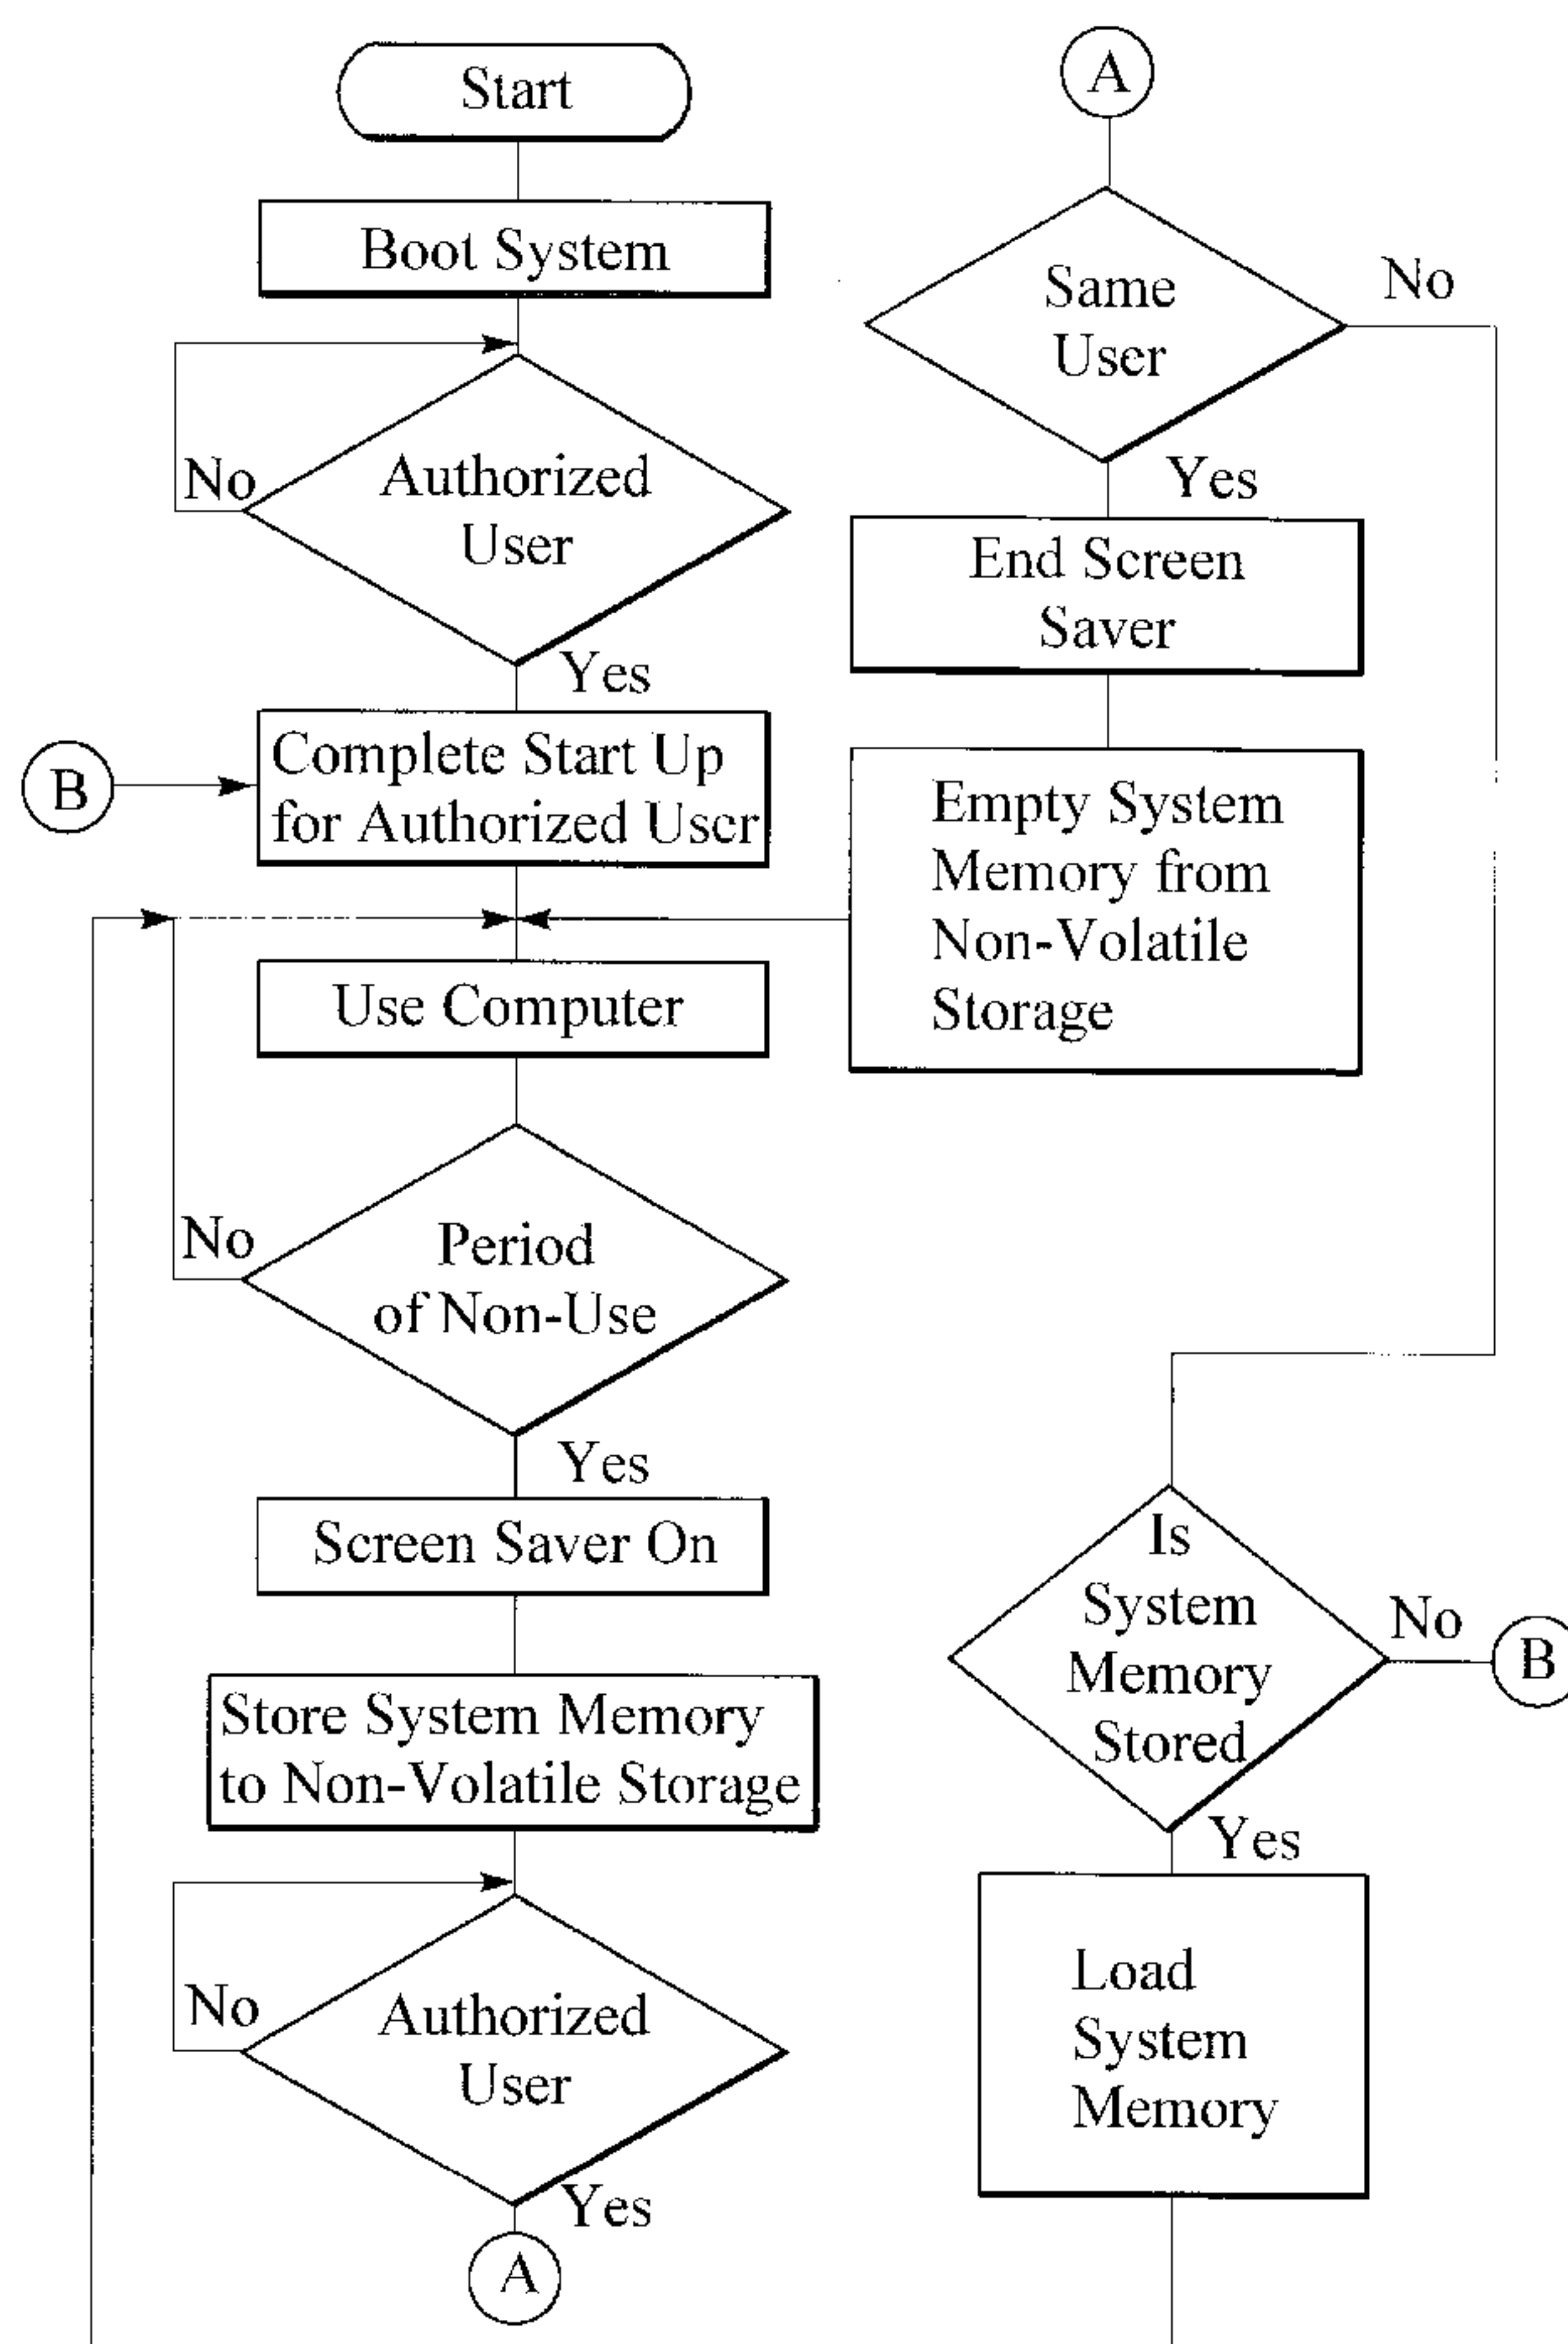 Start
Boot System
No
Authorized
User
Yes
B
Complete Start Up
for Authorized User
Use Computer
No
Period
of Non-Use
Yes
Screen Saver On
Store System Memory
to Non-Volatile Storage
No
Authorized
User
Yes
A
A
Same
User
No
Yes
End Screen
Saver
Empty System
Memory from
Non-Volatile
Storage
Is
System
Memory
Stored
No
B
Yes
Load
System
Memory